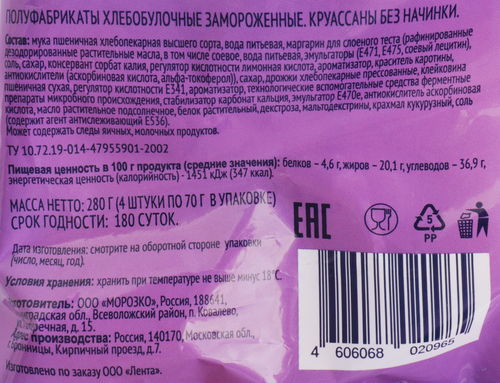 ПОЛУФАБРИКАТЫ ХЛЕБОБУЛОЧНЫЕ ЗАМОРОЖЕННЫЕ. КРУАССАНЫ БЕЗ НАЧИНКИ.
Состав: мука пшеничная хлебопекарная высшего сорта, вода питьевая, маргарин для слоеного теста (рафинированные
дезодорированные растительные масла, в том числе соевое, вода питьевая, эмульгаторы (Е471, Е475, соевый лецитин),
соль, сахар, консервант сорбат калия, регулятор кислотности лимонная кислота, ароматизатор, краситель каротины,
антиокислители (аскорбиновая кислота, альфа-токоферол)), сахар, дрожжи хлебопекарные прессованные, клейковина
пшеничная сухая, регулятор кислотности Е341, ароматизатор, технологические вспомогательные средства ферментные
препараты микробного происхождения, стабилизатор карбонат кальция, эмульгатор Е470е, антиокислитель аскорбиновая
кислота, масло растительное подсолнечное, белок растительный, декстроза, мальтодекстрины, крахмал кукурузный, соль
(содержит агент антислеживающий Е536).
Может содержать следы яичных, молочных продуктов.
ТУ 10.72.19-014-47955901-2002
Пищевая ценность в 100 г продукта (средние значения): белков – 4,6 г, жиров – 20,1 г, углеводов – 36,9 г,
энергетическая ценность (калорийность) - 1451 кДж (347 ккал).
МАССА НЕТТО: 280 Г (4 ШТУКИ ПО 70 Г В УПАКОВКЕ)
СРОК ГОДНОСТИ: 180 СУТОК.
EAC
5
PP
Дата изготовления: смотрите на оборотной стороне упаковки
(число, месяц, год).
Условия хранения: хранить при температуре не выше минус 18°С.
Изготовитель: ООО «МОРОЗКО», Россия, 188641,
градская обл., Всеволожский район, п. Ковалево,
речная, д. 15.
Адрес производства: Россия, 140170, Московская обл.,
ронницы, Кирпичный проезд, д.7.
Изготовлено по заказу ООО «Лента».
4 606068 020965